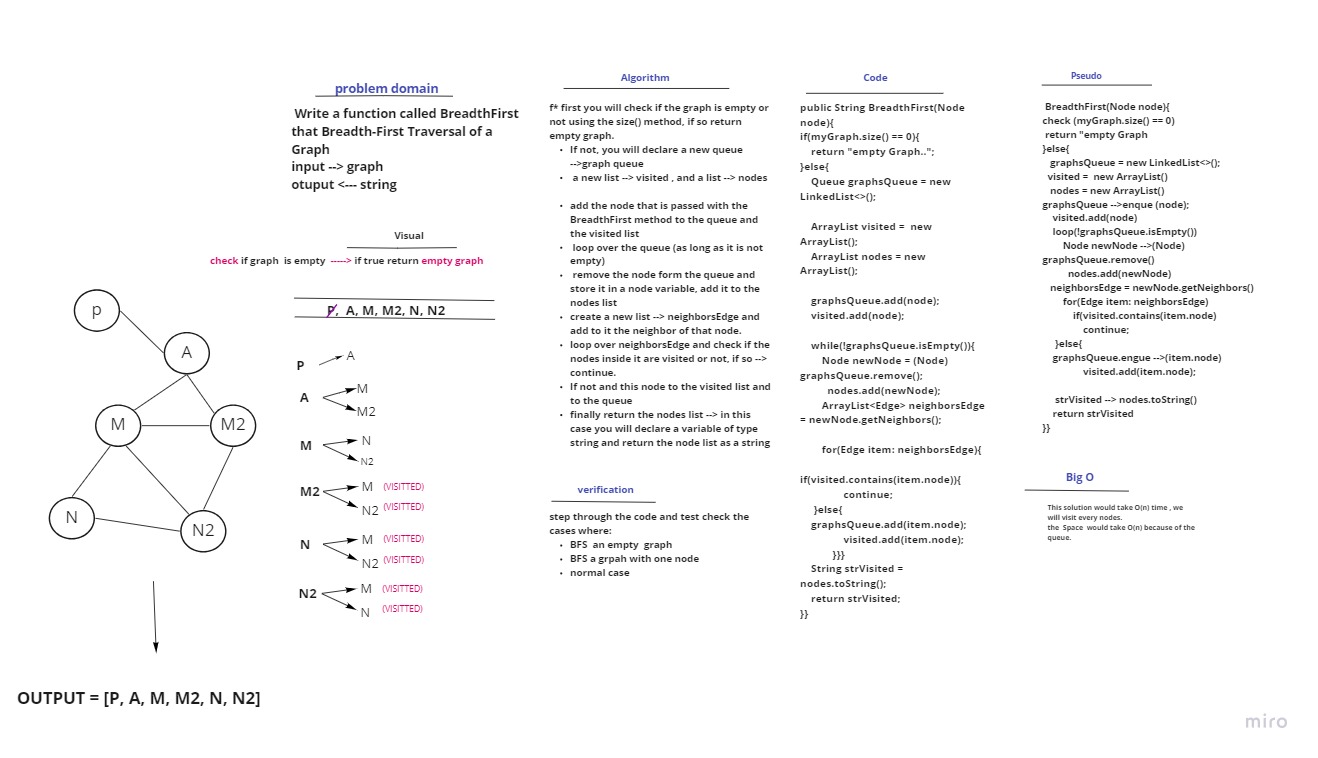 problem domain
Write a function called BreadthFirst
that Breadth-First Traversal of a
Graph
input --> graph
otuput <--- string
Visual
check if graph is empty -----> if true return empty graph
P, A, M, M2, N, N2
p
A
M
M2
N
N2
P
A
A
M
M2
M
N
N2
M2
M (VISITTED)
N2 (VISITTED)
N
M (VISITTED)
N2 (VISITTED)
N2
M (VISITTED)
N (VISITTED)
OUTPUT = [P, A, M, M2, N, N2]
Algorithm
f* first you will check if the graph is empty or
not using the size() method, if so return
empty graph.
• If not, you will declare a new queue
-->graph queue
• a new list --> visited , and a list --> nodes
• add the node that is passed with the
BreadthFirst method to the queue and
the visited list
• loop over the queue (as long as it is not
empty)
• remove the node form the queue and
store it in a node variable, add it to the
nodes list
• create a new list --> neighborsEdge and
add to it the neighbor of that node.
• loop over neighborsEdge and check if the
nodes inside it are visited or not, if so -->
continue.
• If not and this node to the visited list and
to the queue
• finally return the nodes list --> in this
case you will declare a variable of type
string and return the node list as a string
verification
step through the code and test check the
cases where:
• BFS an empty graph
• BFS a grpah with one node
• normal case
Code
public String BreadthFirst(Node
node){
if(myGraph.size() == 0){
return "empty Graph..";
}else{
Queue graphsQueue = new
LinkedList<>();
ArrayList visited = new
ArrayList();
ArrayList nodes = new
ArrayList();
graphsQueue.add(node);
visited.add(node);
while(!graphsQueue.isEmpty()){
Node newNode = (Node)
graphsQueue.remove();
nodes.add(newNode);
ArrayList<Edge> neighborsEdge
= newNode.getNeighbors();
for(Edge item: neighborsEdge){
if(visited.contains(item.node)){
continue;
}else{
graphsQueue.add(item.node);
visited.add(item.node);
}}}
String strVisited =
nodes.toString();
return strVisited;
}}
Pseudo
BreadthFirst(Node node){
check (myGraph.size() == 0)
return "empty Graph
}else{
graphsQueue = new LinkedList<>();
visited = new ArrayList()
nodes = new ArrayList()
graphsQueue -->enque (node);
visited.add(node)
loop(!graphsQueue.isEmpty())
Node newNode -->(Node)
graphsQueue.remove()
nodes.add(newNode)
neighborsEdge = newNode.getNeighbors()
for(Edge item: neighborsEdge)
if(visited.contains(item.node)
continue;
}else{
graphsQueue.engue -->(item.node)
visited.add(item.node);
strVisited --> nodes.toString()
return strVisited
}}
Big O
This solution would take O(n) time , we
will visit every nodes.
the Space would take O(n) because of the
queue.
miro